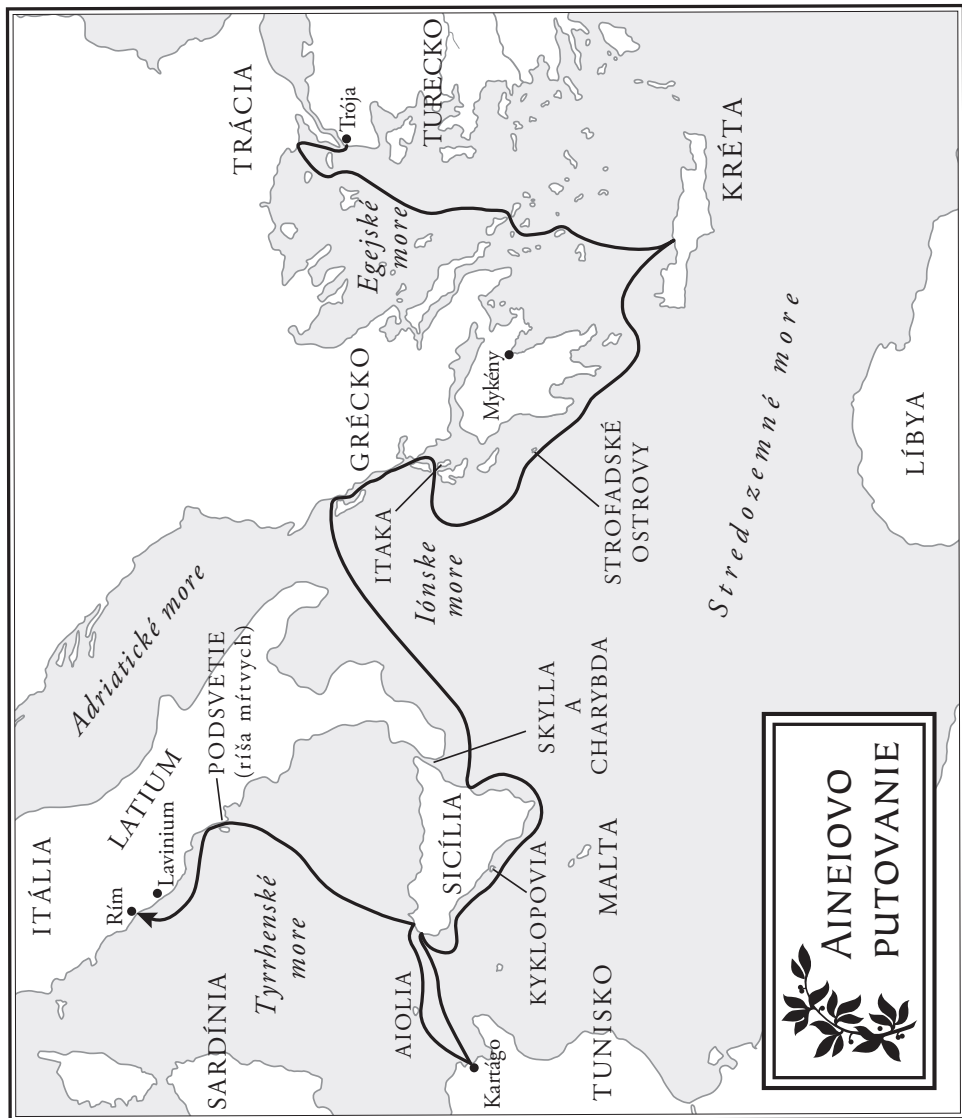 ITÁLIA
Rím
Lavinium
LATIUM
PODSVETIE
(ríša mŕtvych)
Adriatické more
SARDÍNIA
Tyrrhenské
more
AIOLIA
SICÍLIA
Kartágo
KYKLOPOVIA
TUNISKO
MALTA
SKYLLA
A
CHARYBDA
GRÉCKO
ITAKA
Iónske
more
STROFADSKÉ
OSTROVY
Mykény
TRÁCIA
Trója
TURECKO
Egejské
more
KRÉTA
Stredozemné more
LÍBYA
AINEIOVO
PUTOVANIE